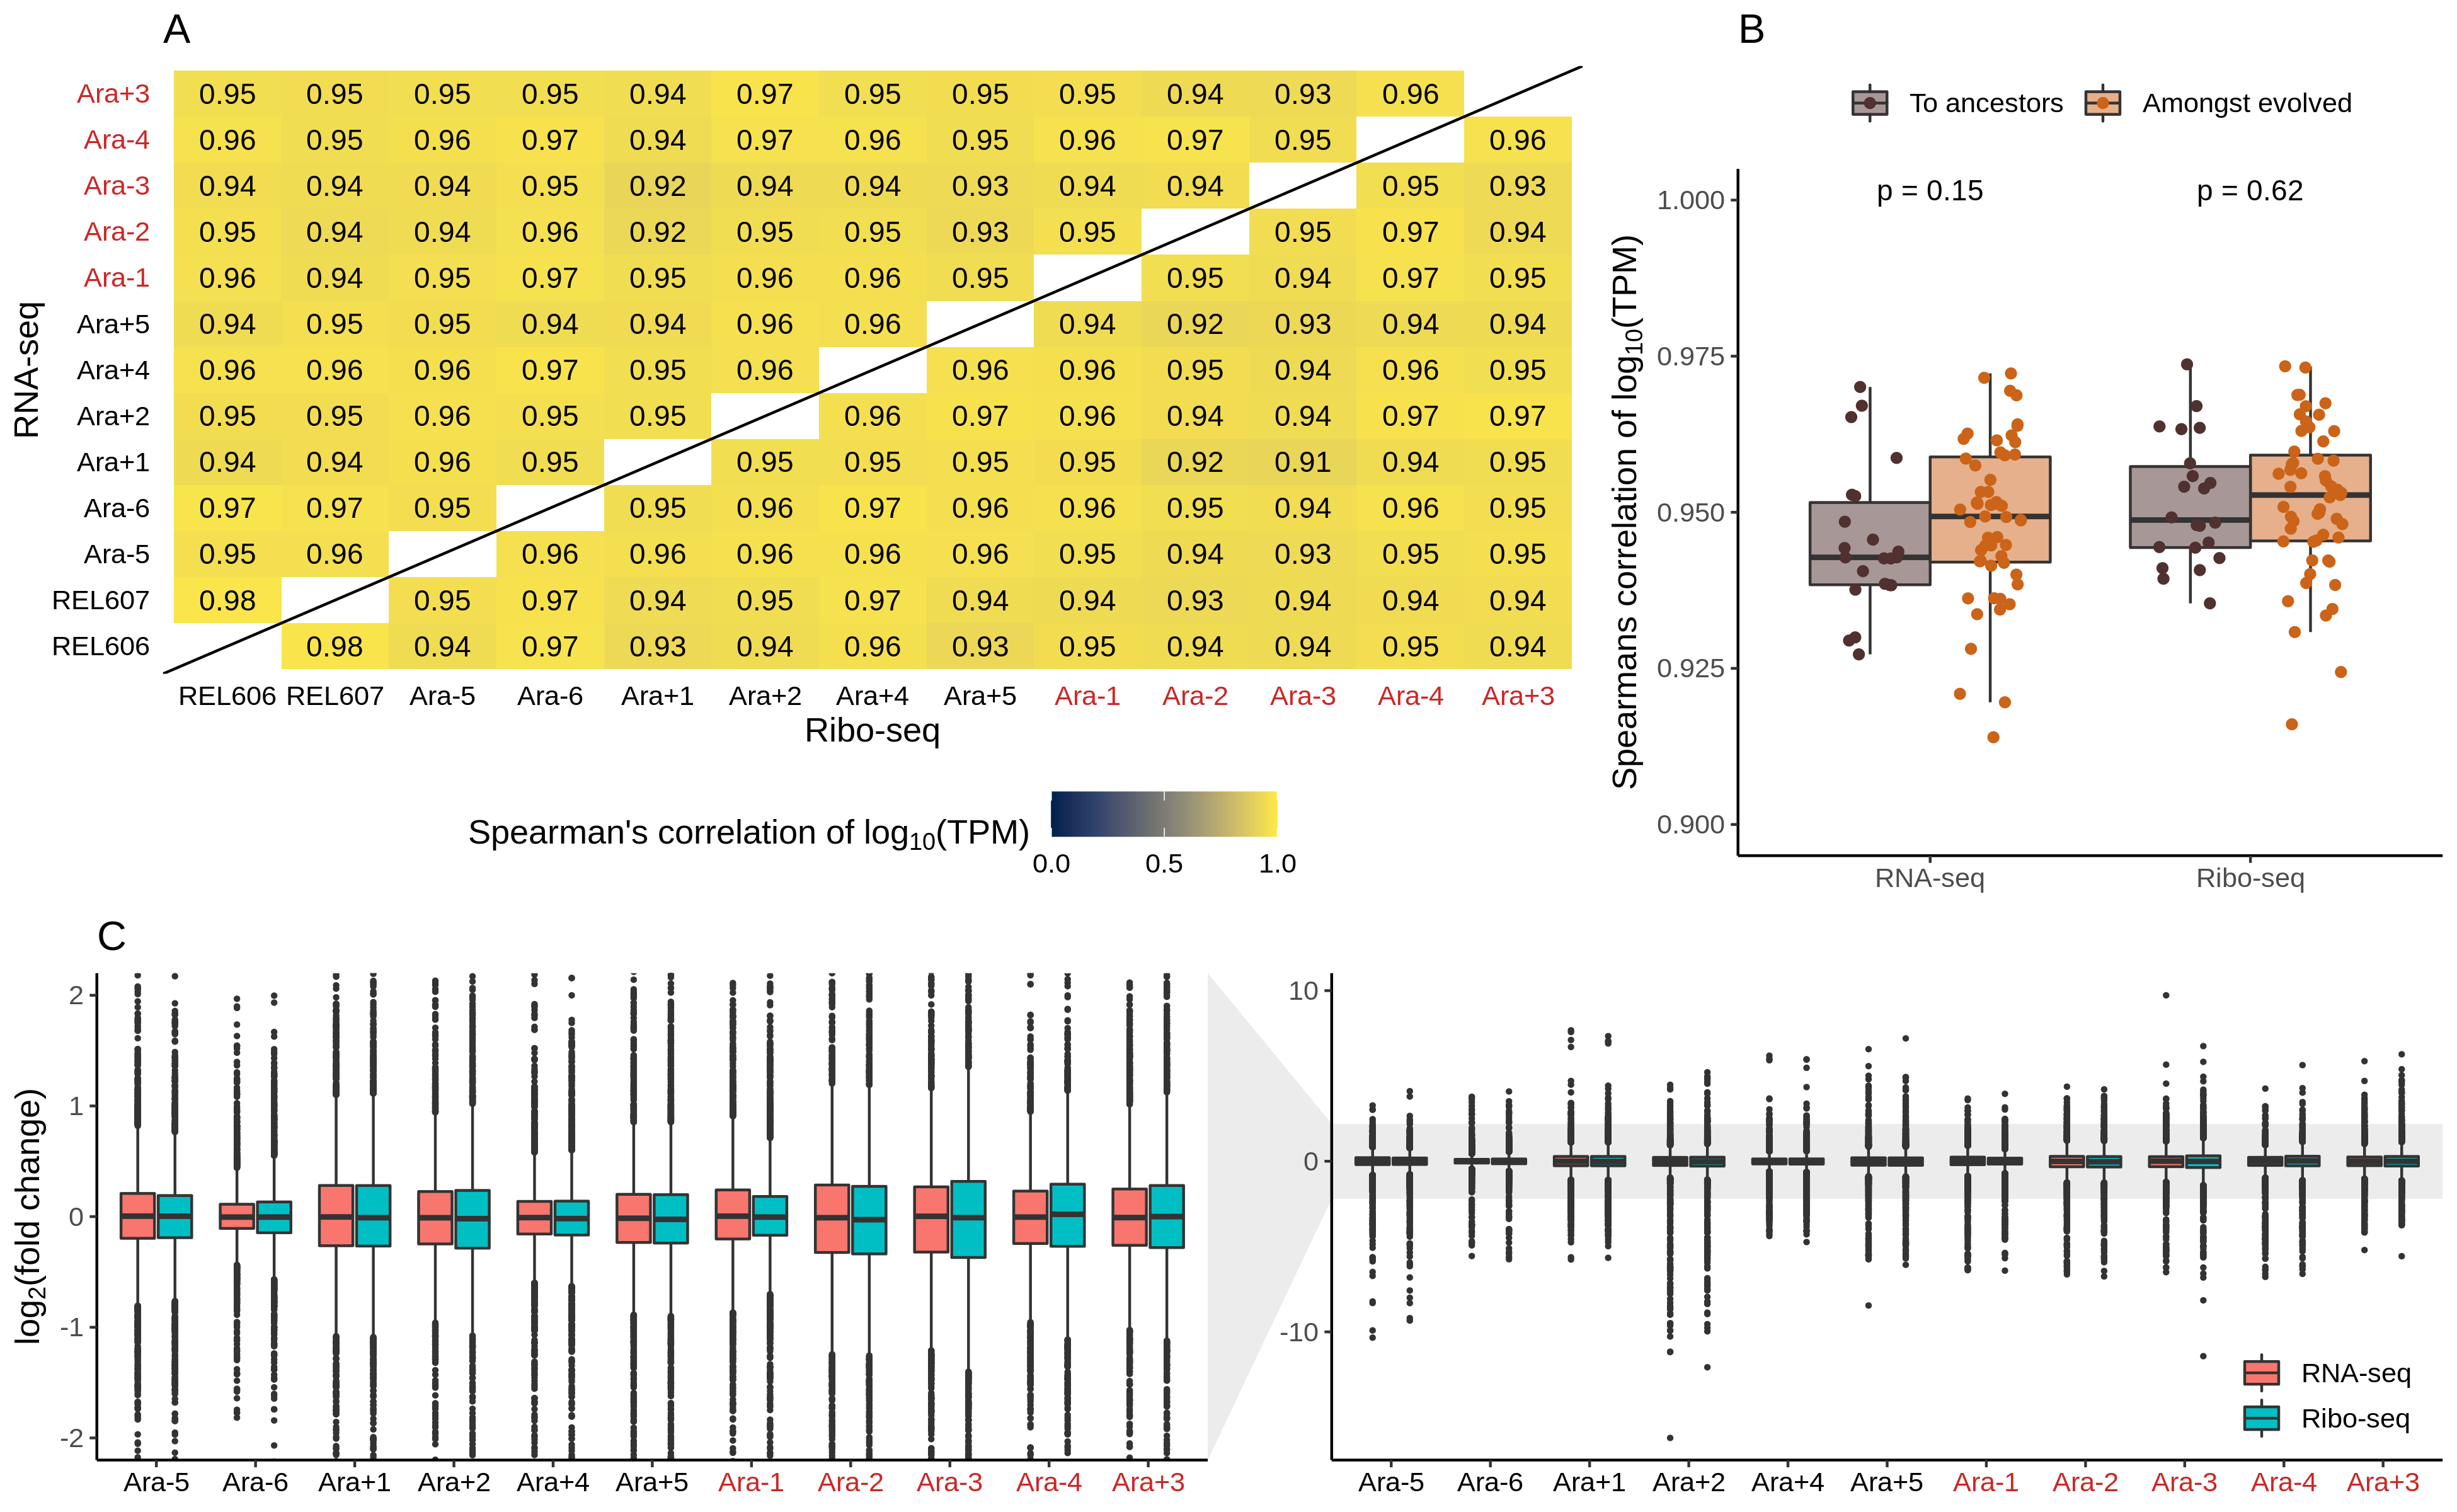 A
RNA-seq
Ara+3 0.95 0.95 0.95 0.95 0.94 0.97 0.95 0.95 0.95 0.94 0.93 0.96
Ara-4 0.96 0.95 0.96 0.97 0.94 0.97 0.96 0.95 0.96 0.97 0.95 0.96
Ara-3 0.94 0.94 0.94 0.95 0.92 0.94 0.94 0.93 0.94 0.94 0.95 0.93
Ara-2 0.95 0.94 0.94 0.96 0.92 0.95 0.95 0.93 0.95 0.95 0.97 0.94
Ara-1 0.96 0.94 0.95 0.97 0.95 0.96 0.96 0.95 0.95 0.94 0.97 0.95
Ara+5 0.94 0.95 0.95 0.94 0.94 0.96 0.96 0.94 0.92 0.93 0.94 0.94
Ara+4 0.96 0.96 0.96 0.97 0.95 0.96 0.96 0.96 0.95 0.94 0.96 0.95
Ara+2 0.95 0.95 0.96 0.95 0.95 0.96 0.97 0.96 0.94 0.94 0.97 0.97
Ara+1 0.94 0.94 0.96 0.95 0.95 0.95 0.95 0.95 0.92 0.91 0.94 0.95
Ara-6 0.97 0.97 0.95 0.95 0.96 0.97 0.96 0.96 0.95 0.94 0.96 0.95
Ara-5 0.95 0.96 0.96 0.96 0.96 0.96 0.96 0.95 0.94 0.93 0.95 0.95
REL607 0.98 0.95 0.97 0.94 0.95 0.97 0.94 0.94 0.93 0.94 0.94 0.94
REL606 0.98 0.94 0.97 0.93 0.94 0.96 0.93 0.95 0.94 0.94 0.95 0.94
REL606 REL607 Ara-5 Ara-6 Ara+1 Ara+2 Ara+4 Ara+5 Ara-1 Ara-2 Ara-3 Ara-4 Ara+3
Ribo-seq
Spearman's correlation of log10(TPM)
0.0 0.5 1.0
B
To ancestors Amongst evolved
Spearmans correlation of log10(TPM)
p = 0.15 p = 0.62
1.000
0.975
0.950
0.925
0.900
RNA-seq Ribo-seq
C
log2(fold change)
2
1
0
-1
-2
Ara-5 Ara-6 Ara+1 Ara+2 Ara+4 Ara+5 Ara-1 Ara-2 Ara-3 Ara-4 Ara+3
10
0
-10
RNA-seq
Ribo-seq
Ara-5 Ara-6 Ara+1 Ara+2 Ara+4 Ara+5 Ara-1 Ara-2 Ara-3 Ara-4 Ara+3